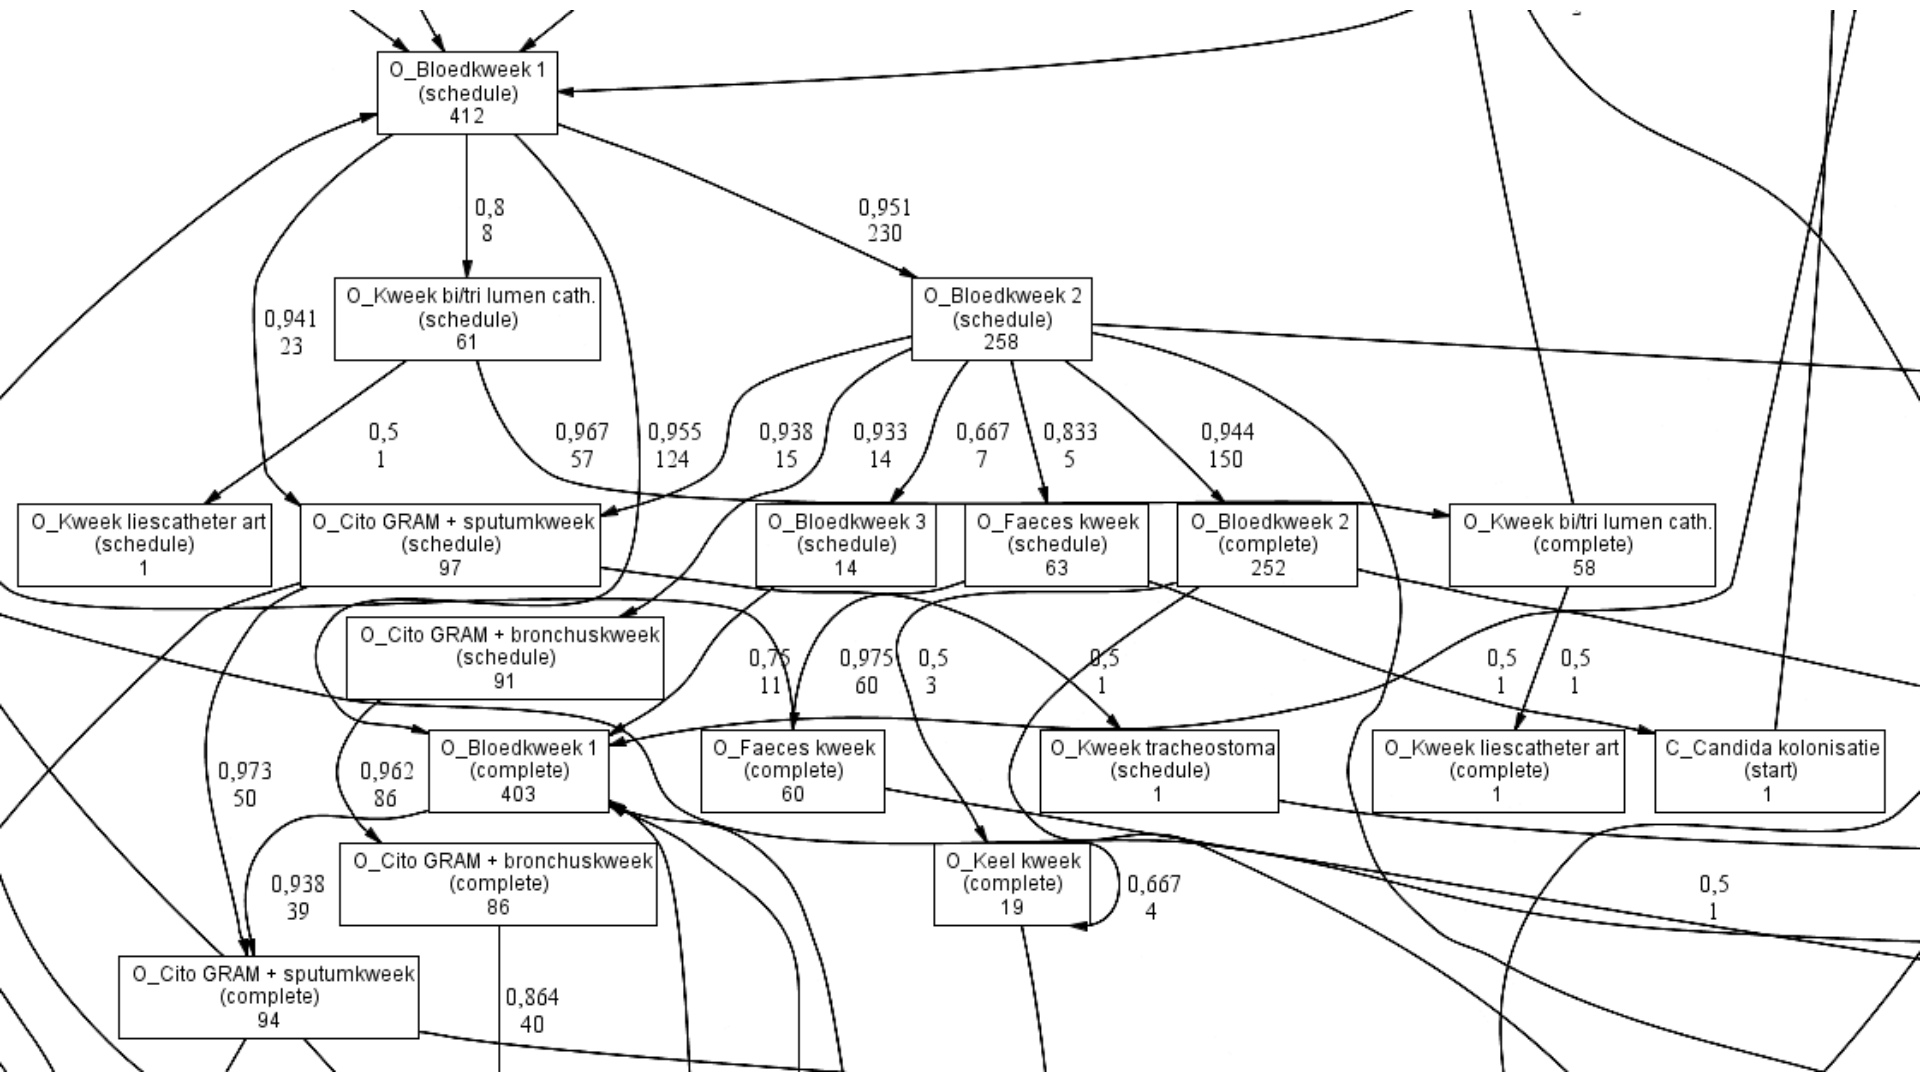 O_Bloedkweek 1
(schedule)
412
0,8
8
0,951
230
O_Kweek bi/tri lumen cath.
(schedule)
61
O_Bloedkweek 2
(schedule)
258
0,941
23
0,5
1
0,967
57
0,955
124
0,938
15
0,933
14
0,667
7
0,833
5
0,944
150
O_Kweek liescatheter art
(schedule)
1
O_Cito GRAM + sputumkweek
(schedule)
97
O_Bloedkweek 3
(schedule)
14
O_Faeces kweek
(schedule)
63
O_Bloedkweek 2
(complete)
252
O_Kweek bi/tri lumen cath.
(complete)
58
O_Cito GRAM + bronchuskweek
(schedule)
91
0,75
11
0,975
60
0,5
3
0,5
1
0,5
1
0,5
1
O_Bloedkweek 1
(complete)
403
O_Faeces kweek
(complete)
60
O_Kweek tracheostoma
(schedule)
1
O_Kweek liescatheter art
(complete)
1
C_Candida kolonisatie
(start)
1
0,973
50
0,962
86
O_Cito GRAM + bronchuskweek
(complete)
86
O_Keel kweek
(complete)
19
0,938
39
0,667
4
0,5
1
O_Cito GRAM + sputumkweek
(complete)
94
0,864
40